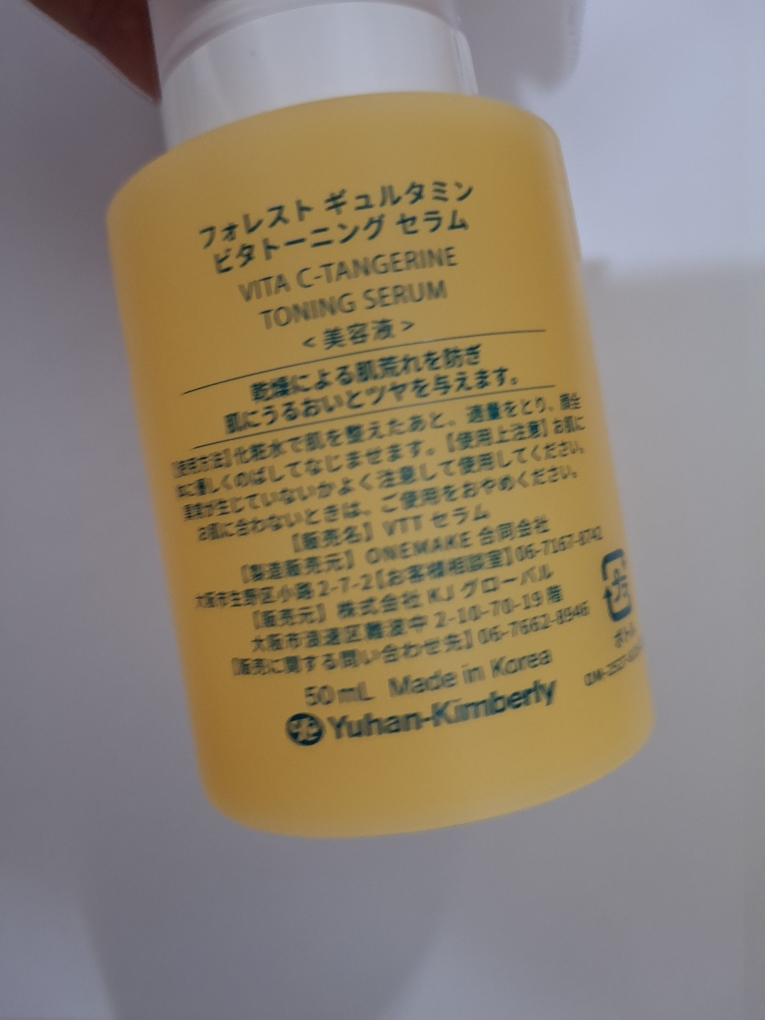 フォレスト ギュルタミン
ビタトーニング セラム
VITA C-TANGERINE
TONING SERUM
<美容液>
乾燥による肌荒れを防ぎ
肌にうるおいとツヤを与えます。
【使用方法】化粧水で肌を整えたあと、適量をとり、顔全
体に優しくのばしてなじませます。【使用上注意】お肌に
異常が生じていないかよく注意して使用してください。
お肌に合わないときは、ご使用をおやめください。
【販売名】VTT セラム
【製造販売元】ONEMAKE 合同会社
大阪市生野区小路 2-7-2【お客様相談室】06-7167-8742
【販売元】株式会社 KJ グローバル
大阪市浪速区難波中 2-10-70-19 階
【販売に関する問い合わせ先】06-7662-8946
50 mL Made in Korea
Yuhan-Kimberly
プラ
ボトル